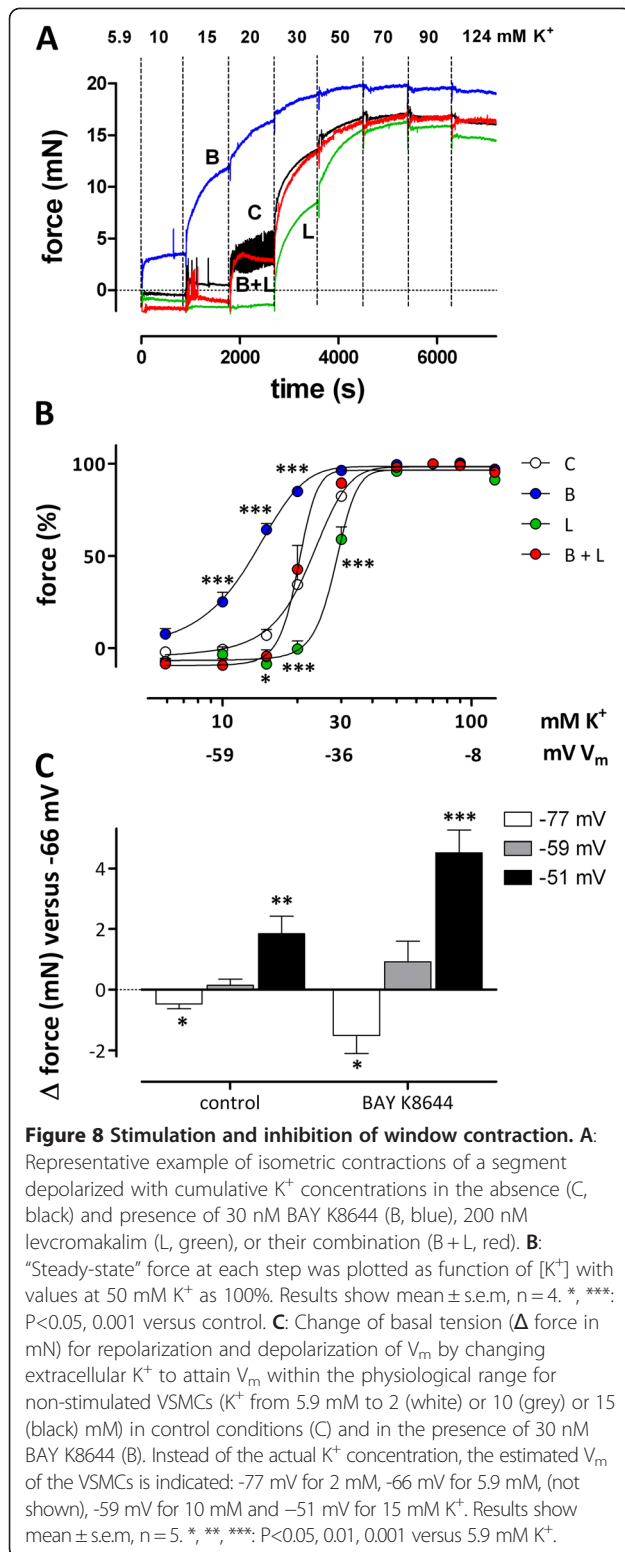 A
5.9 10 15 20 30 50 70 90 124 mM K⁺
20
15
10
5
0
force (mN)
B
C
L
B+L
0 2000 4000 6000
time (s)
B
100
50
0
force (%)
***
***
***
***
***
*
C
B
L
B + L
10 30 100 mM K⁺
-59 -36 -8 mV Vm
C
4
2
0
-2
Δ force (mN) versus -66 mV
*
**
*
***
-77 mV
-59 mV
-51 mV
control BAY K8644
Figure 8 Stimulation and inhibition of window contraction. A:
Representative example of isometric contractions of a segment
depolarized with cumulative K⁺ concentrations in the absence (C,
black) and presence of 30 nM BAY K8644 (B, blue), 200 nM
levcromakalim (L, green), or their combination (B + L, red). B:
“Steady-state” force at each step was plotted as function of [K⁺] with
values at 50 mM K⁺ as 100%. Results show mean ± s.e.m, n = 4. *, ***:
P<0.05, 0.001 versus control. C: Change of basal tension (Δ force in
mN) for repolarization and depolarization of Vm by changing
extracellular K⁺ to attain Vm within the physiological range for
non-stimulated VSMCs (K⁺ from 5.9 mM to 2 (white) or 10 (grey) or 15
(black) mM) in control conditions (C) and in the presence of 30 nM
BAY K8644 (B). Instead of the actual K⁺ concentration, the estimated Vm
of the VSMCs is indicated: -77 mV for 2 mM, -66 mV for 5.9 mM, (not
shown), -59 mV for 10 mM and −51 mV for 15 mM K⁺. Results show
mean ± s.e.m, n = 5. *, **, ***: P<0.05, 0.01, 0.001 versus 5.9 mM K⁺.